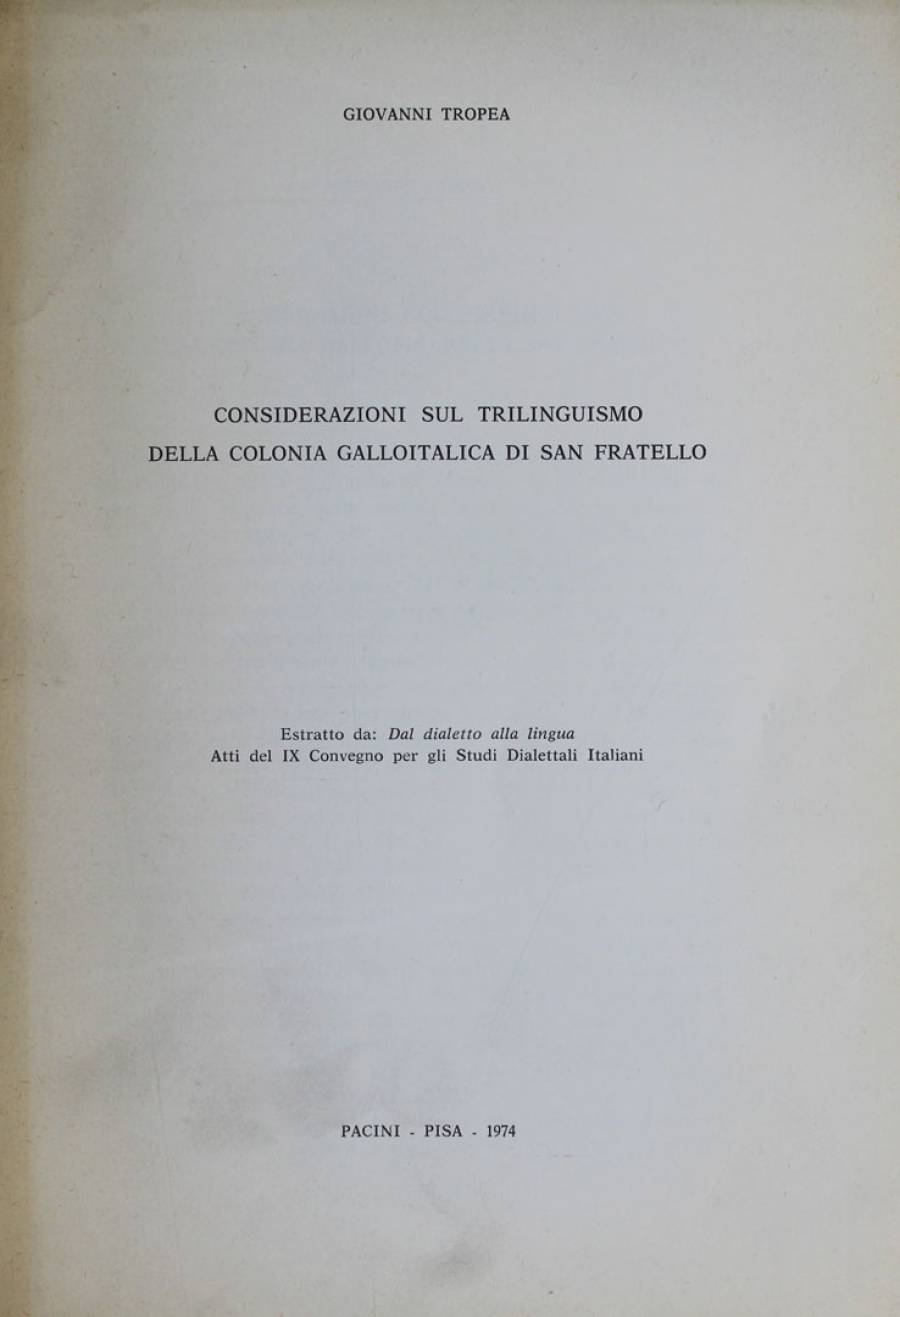 GIOVANNI TROPEA
CONSIDERAZIONI SUL TRILINGUISMO
DELLA COLONIA GALLOITALICA DI SAN FRATELLO
Estratto da: Dal dialetto alla lingua
Atti del IX Convegno per gli Studi Dialettali Italiani
PACINI - PISA - 1974